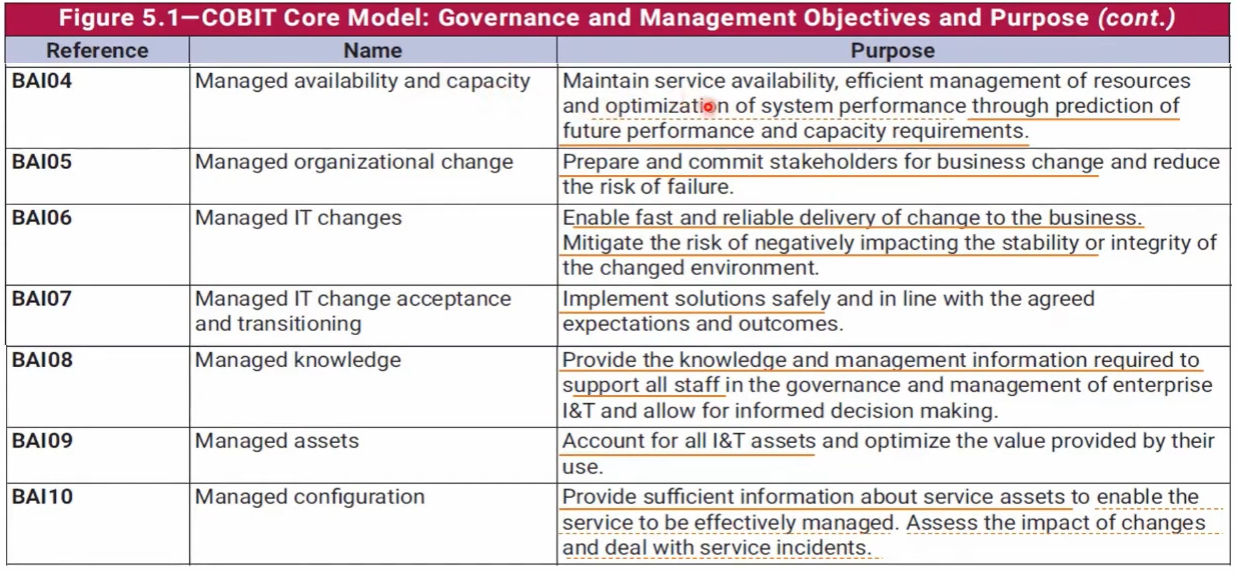 Figure 5.1—COBIT Core Model: Governance and Management Objectives and Purpose (cont.)
Reference Name Purpose
BAI04 Managed availability and capacity Maintain service availability, efficient management of resources
and optimization of system performance through prediction of
future performance and capacity requirements.
BAI05 Managed organizational change Prepare and commit stakeholders for business change and reduce
the risk of failure.
BAI06 Managed IT changes Enable fast and reliable delivery of change to the business.
Mitigate the risk of negatively impacting the stability or integrity of
the changed environment.
BAI07 Managed IT change acceptance Implement solutions safely and in line with the agreed
and transitioning expectations and outcomes.
BAI08 Managed knowledge Provide the knowledge and management information required to
support all staff in the governance and management of enterprise
I&T and allow for informed decision making.
BAI09 Managed assets Account for all I&T assets and optimize the value provided by their
use.
BAI10 Managed configuration Provide sufficient information about service assets to enable the
service to be effectively managed. Assess the impact of changes
and deal with service incidents.